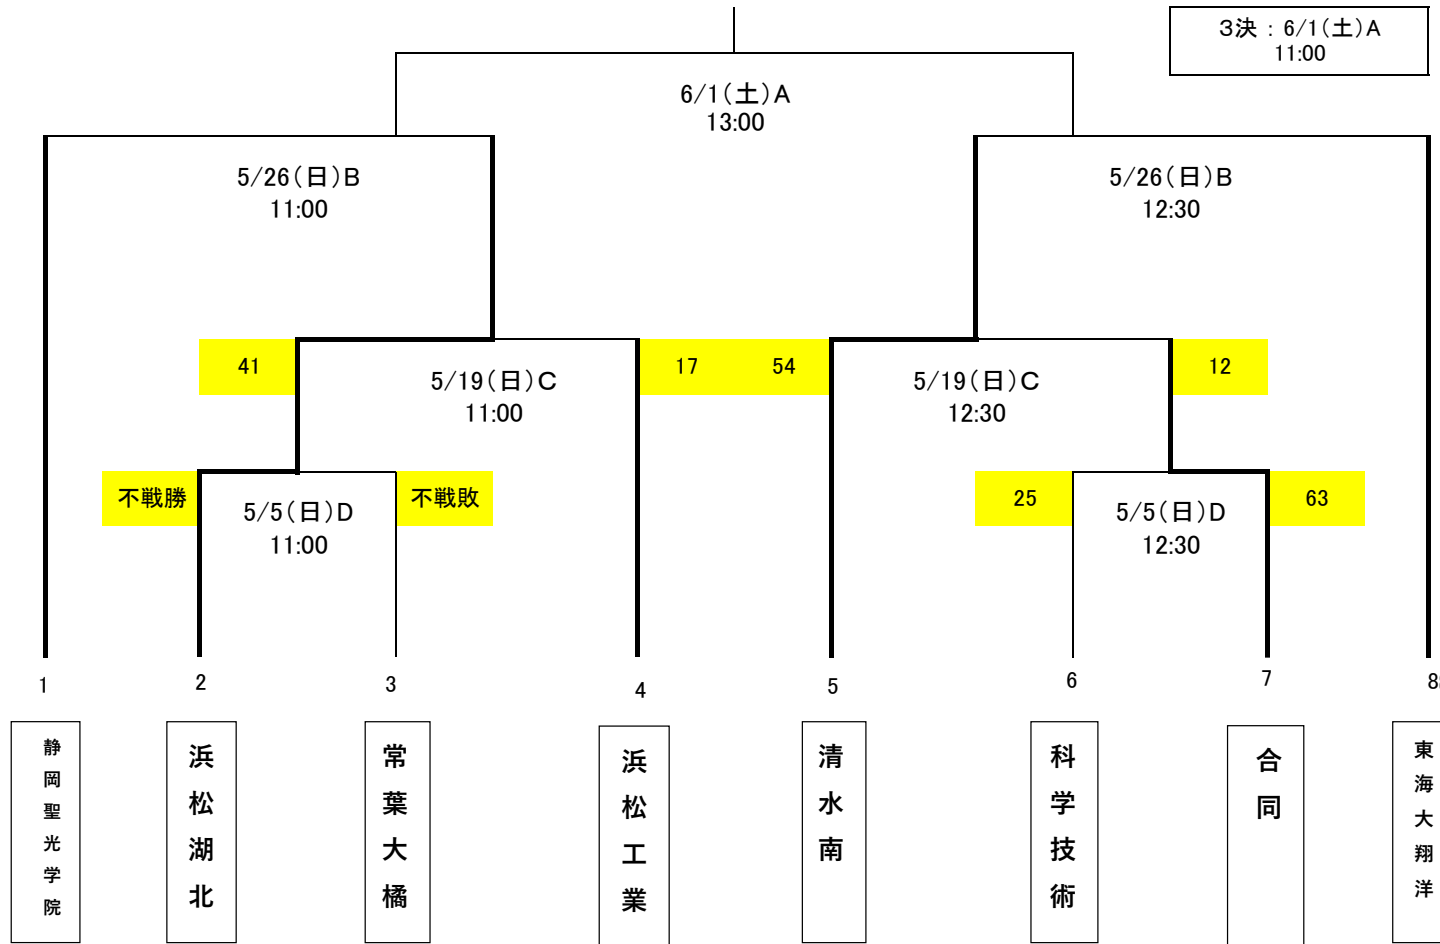 3決：6/1(土)A
11:00
6/1(土)A
13:00
5/26(日)B
11:00
5/26(日)B
12:30
41
5/19(日)C
11:00
17
54
5/19(日)C
12:30
12
不戦勝
5/5(日)D
11:00
不戦敗
25
5/5(日)D
12:30
63
1
2
3
4
5
6
7
8
静岡聖光学院
浜松湖北
常葉大橘
浜松工業
清水南
科学技術
合同
東海大翔洋